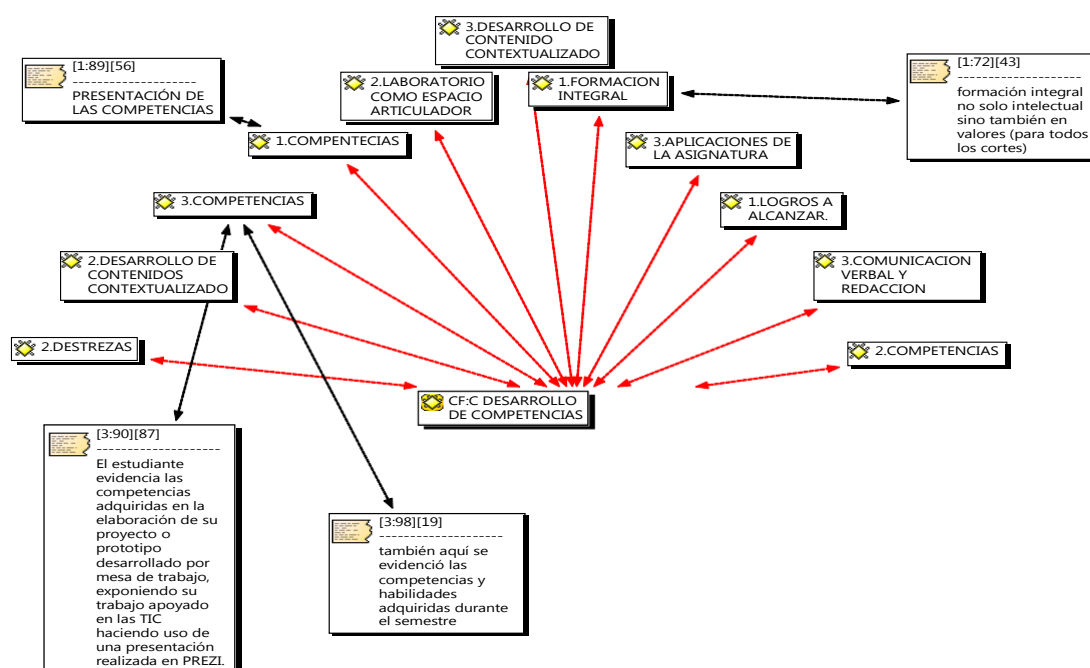 3.DESARROLLO DE
CONTENIDO
CONTEXTUALIZADO
[1:89][56]
--------------------
PRESENTACIÓN DE
LAS COMPETENCIAS
2.LABORATORIO
COMO ESPACIO
ARTICULADOR
1.FORMACION
INTEGRAL
[1:72][43]
--------------------
formación integral
no solo intelectual
sino también en
valores (para todos
los cortes)
1.COMPENTECIAS
3.APLICACIONES DE
LA ASIGNATURA
3.COMPETENCIAS
1.LOGROS A
ALCANZAR.
2.DESARROLLO DE
CONTENIDOS
CONTEXTUALIZADO
3.COMUNICACION
VERBAL Y
REDACCION
2.DESTREZAS
2.COMPETENCIAS
CF:C DESARROLLO
DE COMPETENCIAS
[3:90][87]
--------------------
El estudiante
evidencia las
competencias
adquiridas en la
elaboración de su
proyecto o
prototipo
desarrollado por
mesa de trabajo,
exponiendo su
trabajo apoyado
en las TIC
haciendo uso de
una presentación
realizada en PREZI.
[3:98][19]
--------------------
también aquí se
evidenció las
competencias y
habilidades
adquiridas durante
el semestre